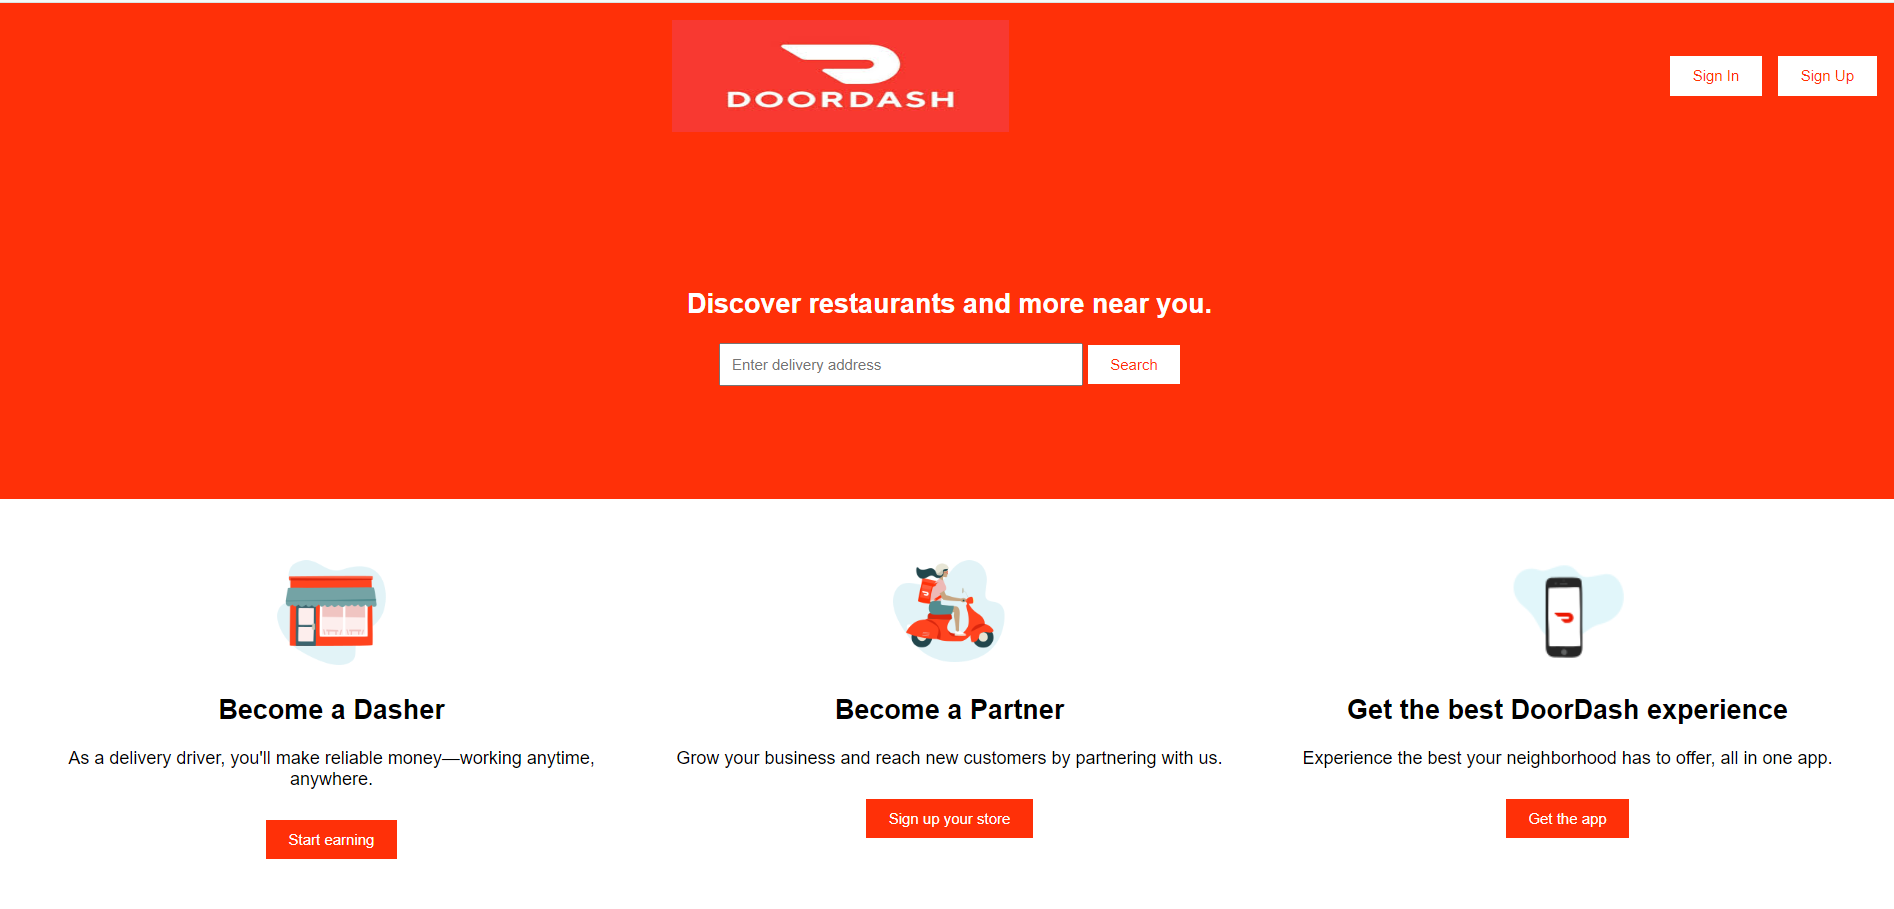 DOORDASH
Sign In
Sign Up
Discover restaurants and more near you.
Enter delivery address
Search
Become a Dasher
As a delivery driver, you'll make reliable money—working anytime,
anywhere.
Start earning
Become a Partner
Grow your business and reach new customers by partnering with us.
Sign up your store
Get the best DoorDash experience
Experience the best your neighborhood has to offer, all in one app.
Get the app